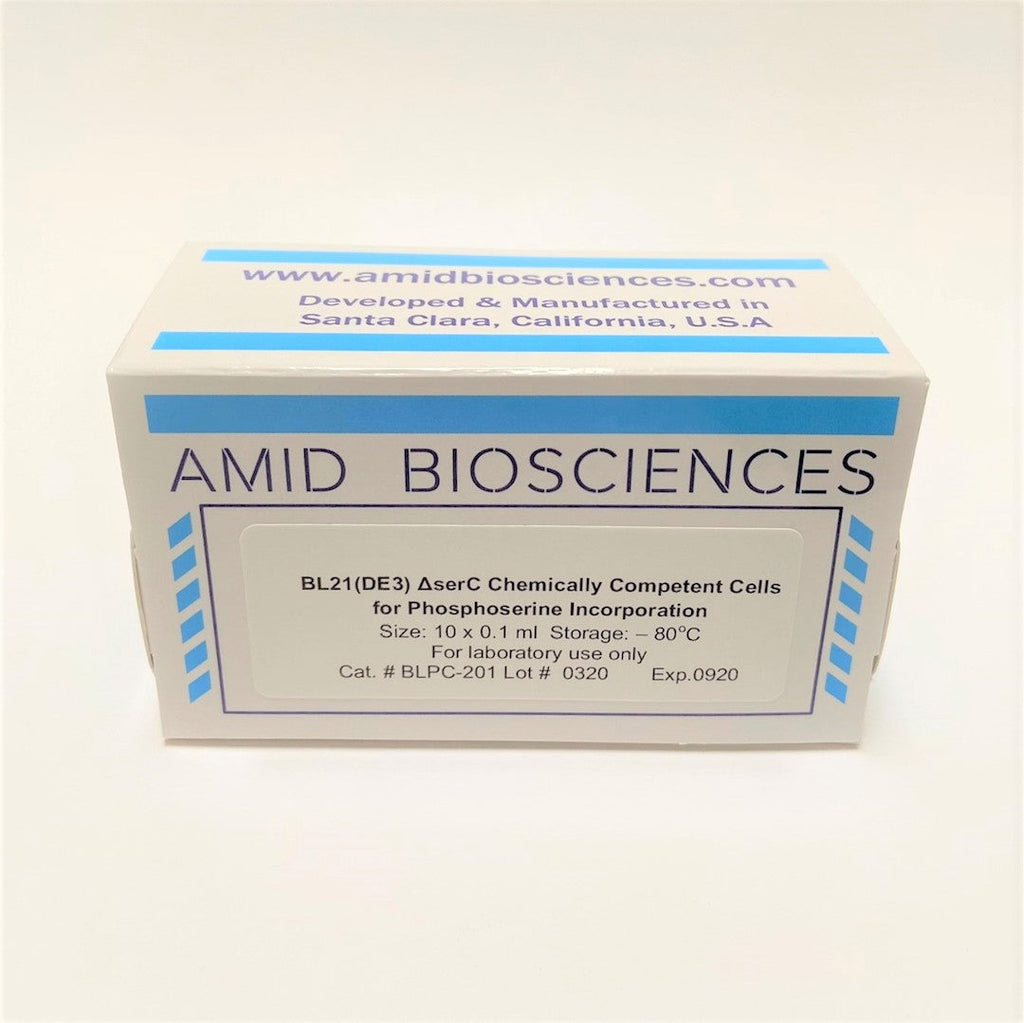 www.amidbiosciences.com
Developed & Manufactured in
Santa Clara, California, U.S.A
AMID BIOSCIENCES
BL21(DE3) ΔserC Chemically Competent Cells
for Phosphoserine Incorporation
Size: 10 x 0.1 ml Storage: – 80°C
For laboratory use only
Cat. # BLPC-201 Lot # 0320 Exp.0920